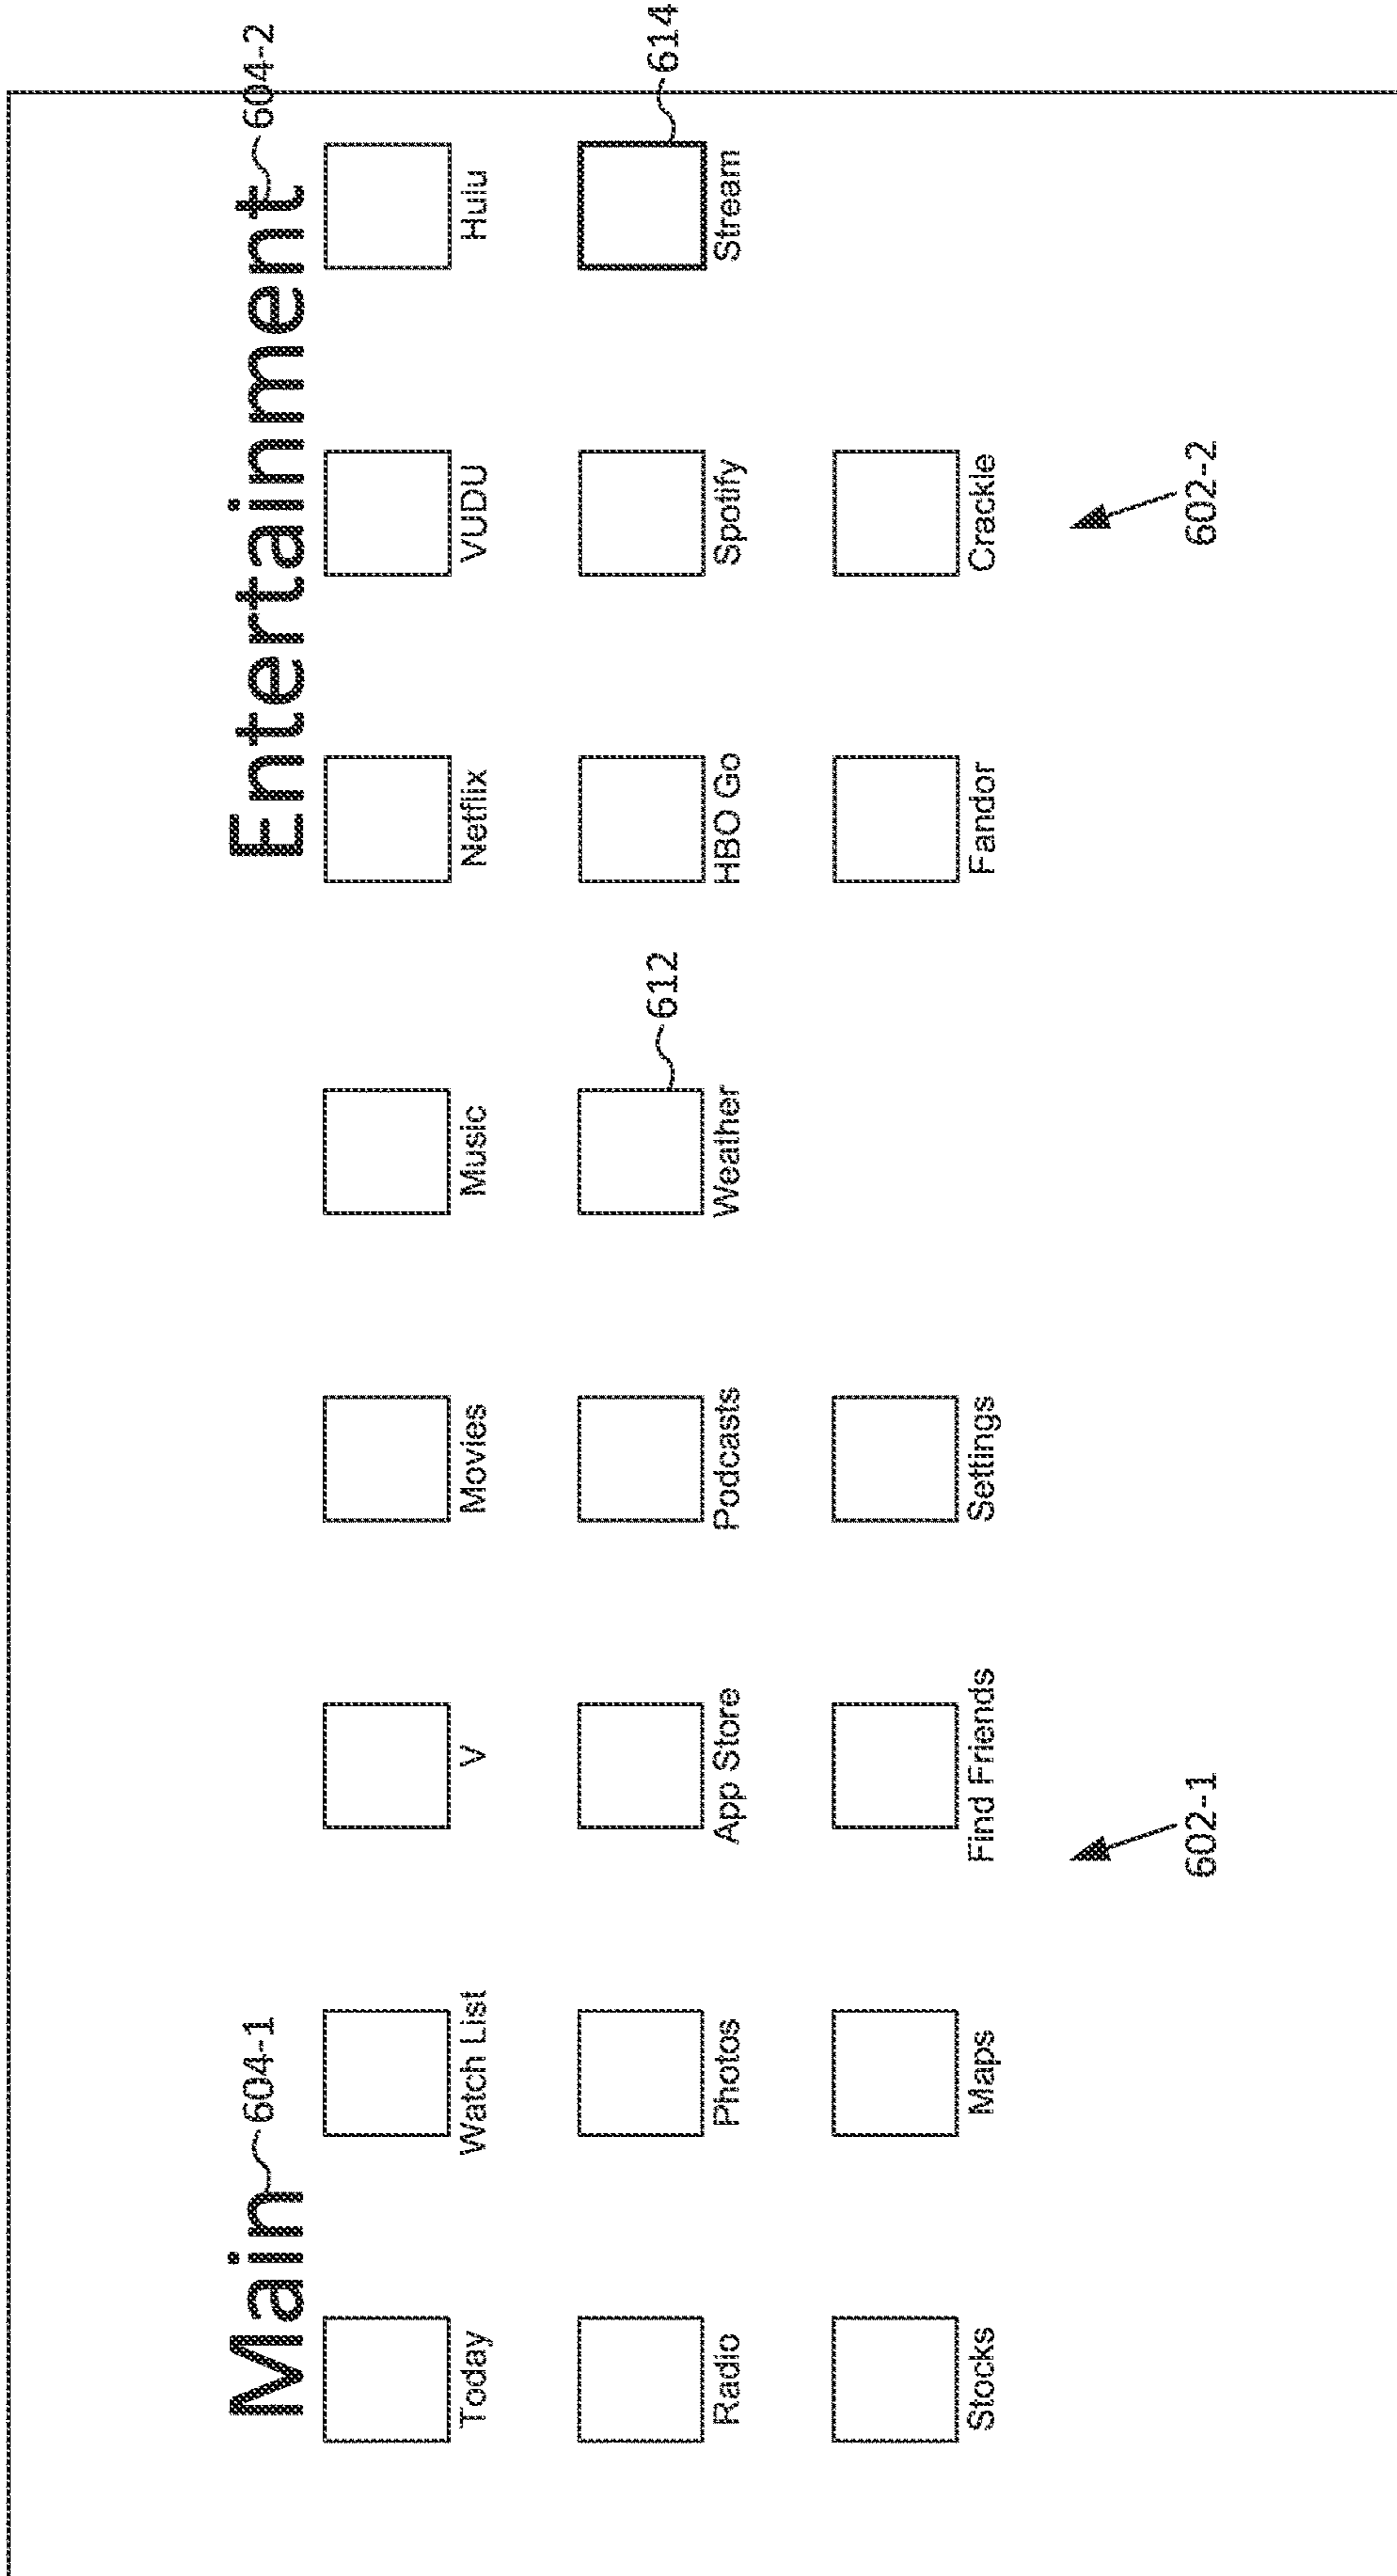 Main 604-1 Entertainment 604-2
Today Watch List V Movies Music Netflix VUDU Hulu
612 614
Radio Photos App Store Podcasts Weather HBO Go Spotify Stream
Stocks Maps Find Friends Settings Fandor Crackle
602-1 602-2